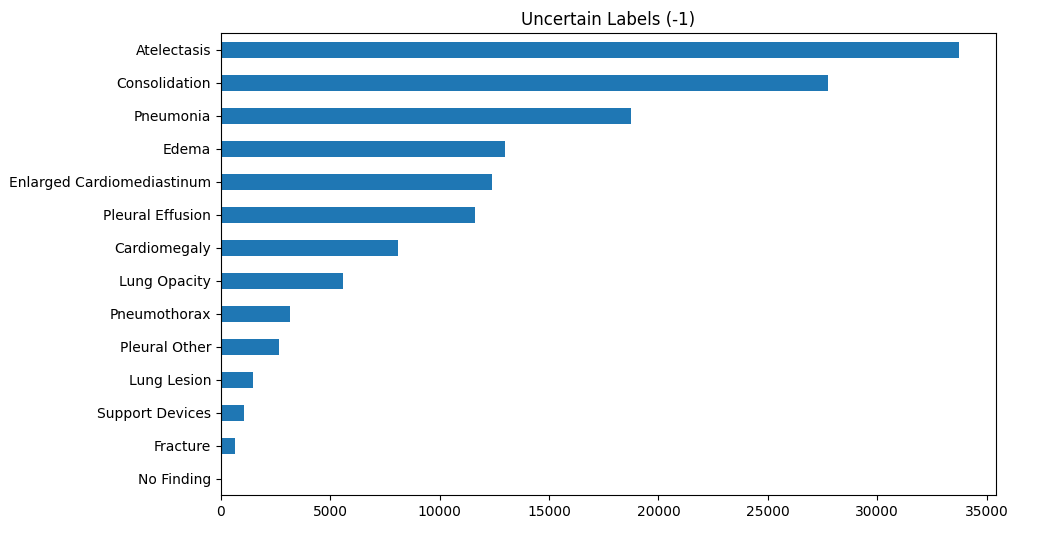 Uncertain Labels (-1)
Atelectasis
Consolidation
Pneumonia
Edema
Enlarged Cardiomediastinum
Pleural Effusion
Cardiomegaly
Lung Opacity
Pneumothorax
Pleural Other
Lung Lesion
Support Devices
Fracture
No Finding
0 5000 10000 15000 20000 25000 30000 35000